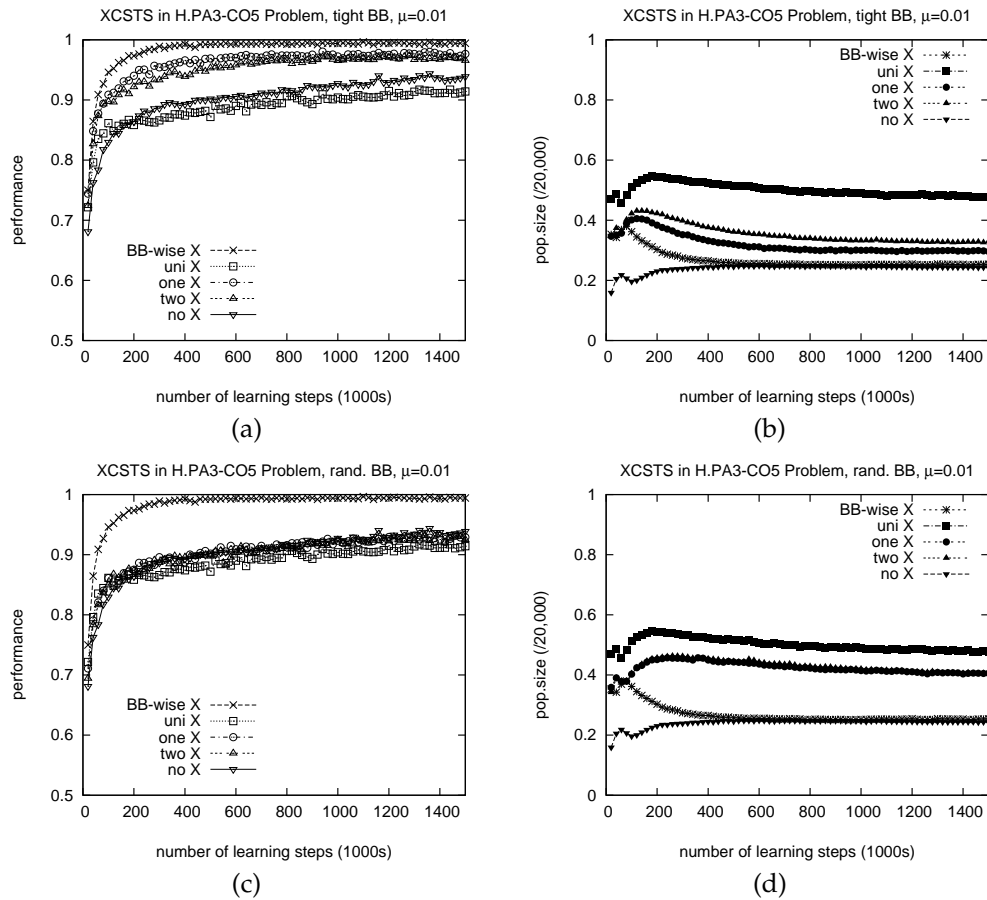 XCSTS in H.PA3-CO5 Problem, tight BB, μ=0.01
1
0.9
0.8
0.7
0.6
0.5
performance
BB-wise X
uni X
one X
two X
no X
0 200 400 600 800 1000 1200 1400
number of learning steps (1000s)
(a)
XCSTS in H.PA3-CO5 Problem, tight BB, μ=0.01
1
0.8
0.6
0.4
0.2
0
pop.size (/20,000)
BB-wise X
uni X
one X
two X
no X
0 200 400 600 800 1000 1200 1400
number of learning steps (1000s)
(b)
XCSTS in H.PA3-CO5 Problem, rand. BB, μ=0.01
1
0.9
0.8
0.7
0.6
0.5
performance
BB-wise X
uni X
one X
two X
no X
0 200 400 600 800 1000 1200 1400
number of learning steps (1000s)
(c)
XCSTS in H.PA3-CO5 Problem, rand. BB, μ=0.01
1
0.8
0.6
0.4
0.2
0
pop.size (/20,000)
BB-wise X
uni X
one X
two X
no X
0 200 400 600 800 1000 1200 1400
number of learning steps (1000s)
(d)